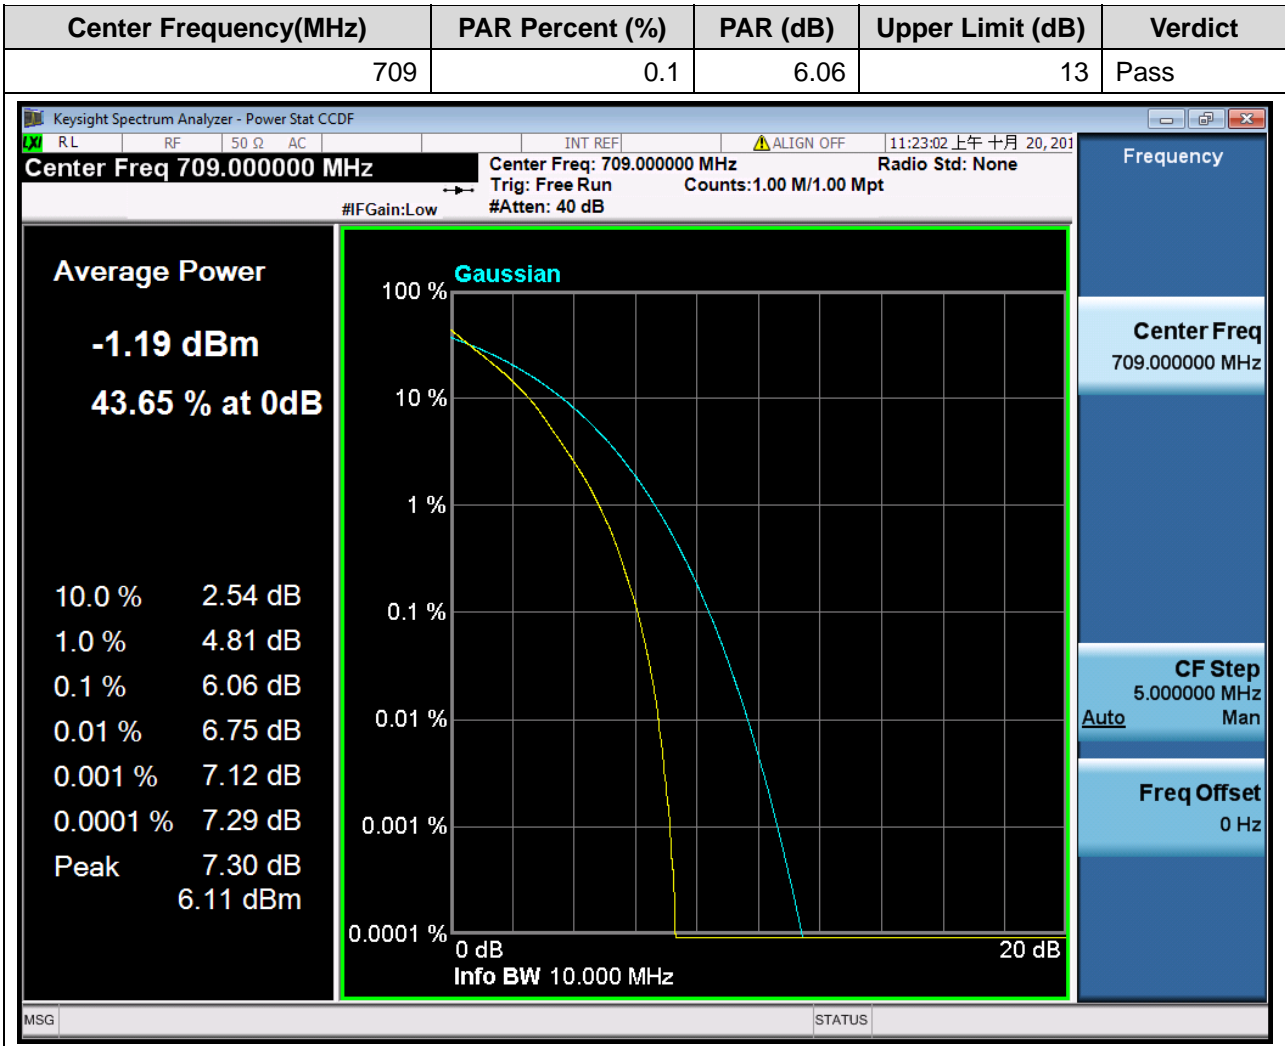 Center Frequency(MHz) PAR Percent (%) PAR (dB) Upper Limit (dB) Verdict
709 0.1 6.06 13 Pass
Keysight Spectrum Analyzer - Power Stat CCDF
LXI RL RF 50 Ω AC INT REF ALIGN OFF 11:23:02 上午 十月 20, 201
Center Freq 709.000000 MHz
Center Freq: 709.000000 MHz Radio Std: None
Trig: Free Run Counts:1.00 M/1.00 Mpt
#IFGain:Low #Atten: 40 dB
Frequency
Average Power
-1.19 dBm
43.65 % at 0dB
10.0 % 2.54 dB
1.0 % 4.81 dB
0.1 % 6.06 dB
0.01 % 6.75 dB
0.001 % 7.12 dB
0.0001 % 7.29 dB
Peak 7.30 dB
6.11 dBm
Gaussian
100 %
10 %
1 %
0.1 %
0.01 %
0.001 %
0.0001 %
0 dB 20 dB
Info BW 10.000 MHz
Center Freq
709.000000 MHz
CF Step
5.000000 MHz
Auto Man
Freq Offset
0 Hz
MSG STATUS